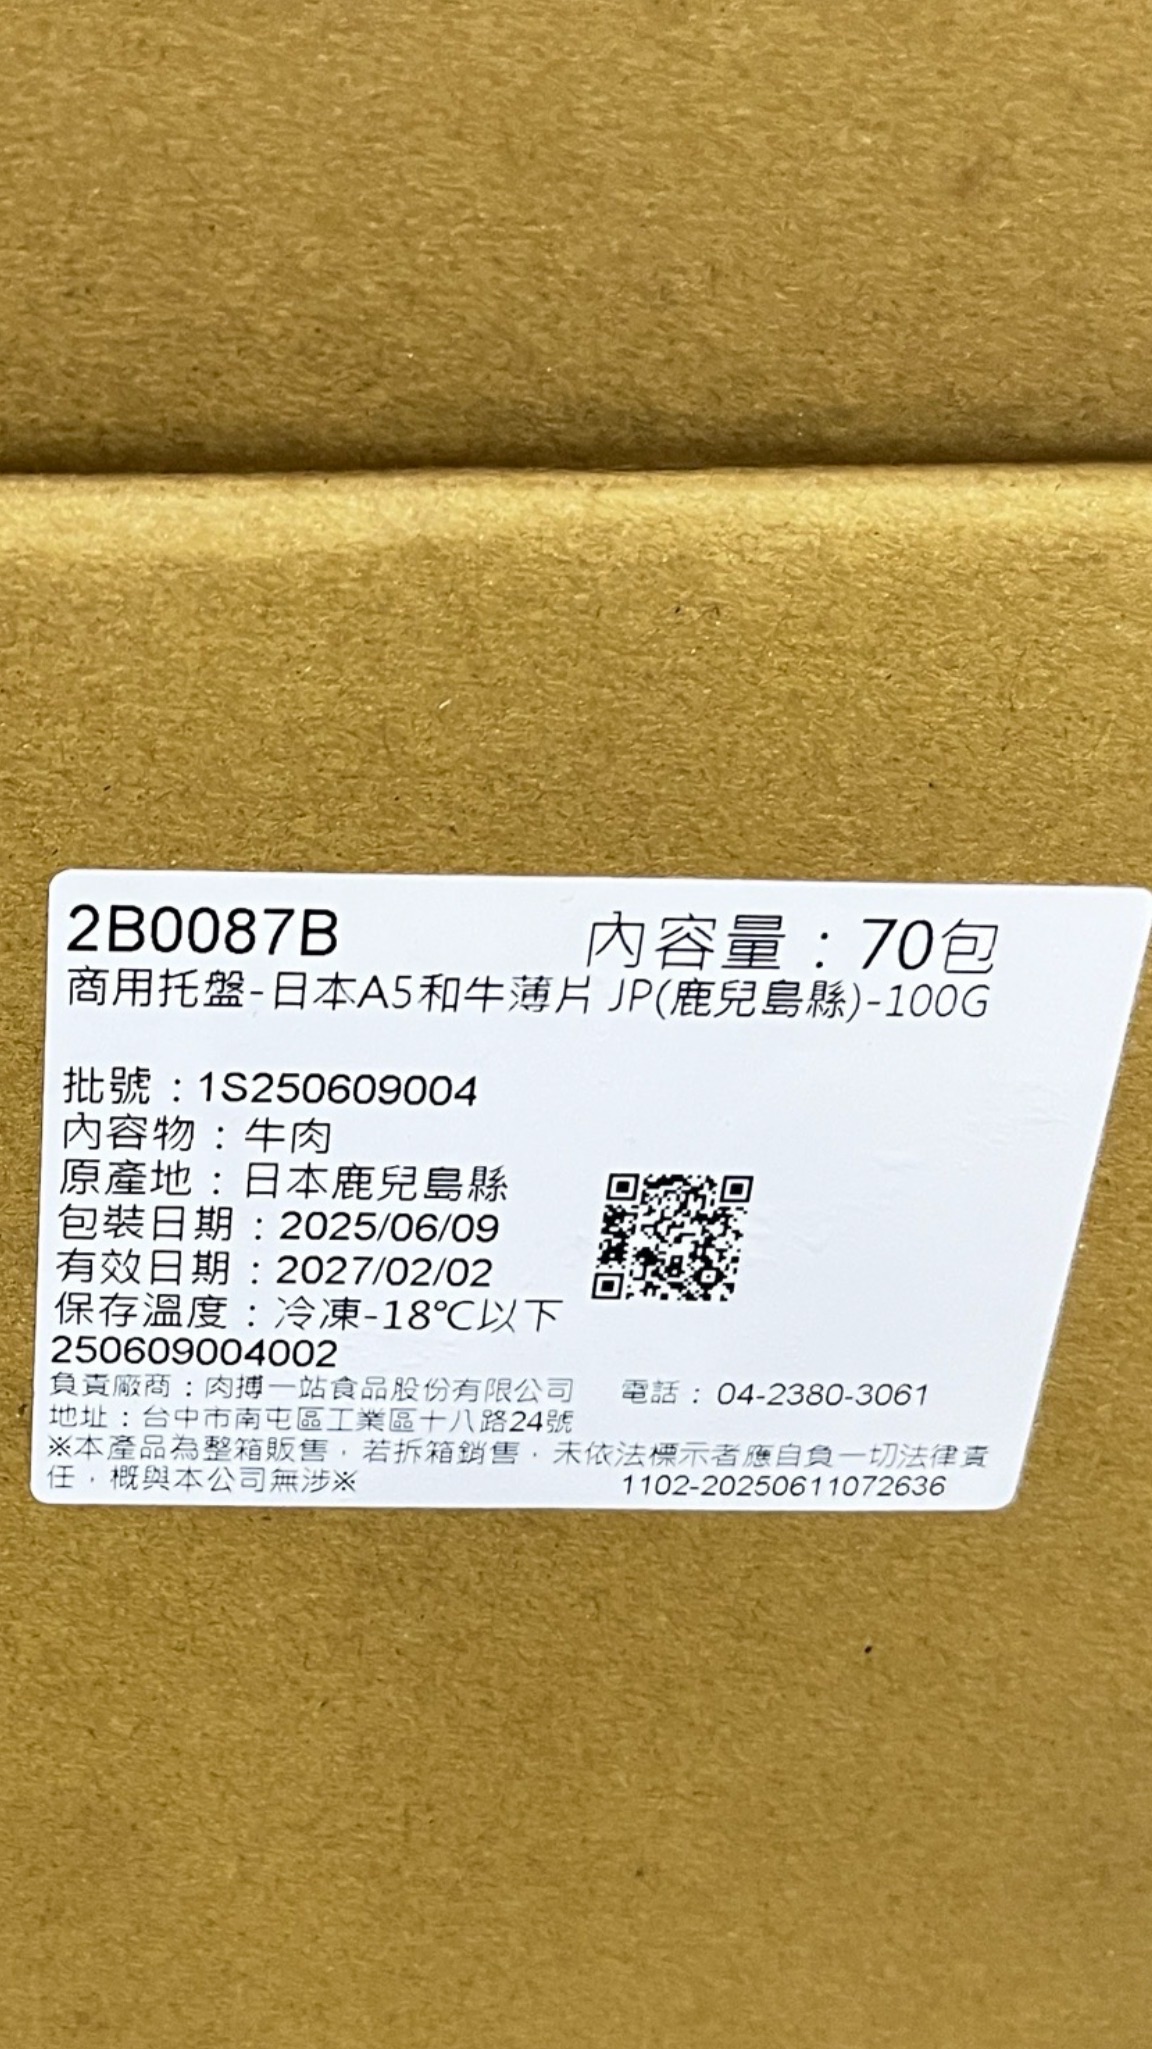 2B0087B 內容量：70包
商用托盤-日本A5和牛薄片 JP(鹿兒島縣)-100G
批號：1S250609004
內容物：牛肉
原產地：日本鹿兒島縣
包裝日期：2025/06/09
有效日期：2027/02/02
保存溫度：冷凍-18℃以下
250609004002
負責廠商：肉搏一站食品股份有限公司 電話：04-2380-3061
地址：台中市南屯區工業區十八路24號
※本產品為整箱販售，若拆箱銷售，未依法標示者應自負一切法律責
任，概與本公司無涉※ 1102-20250611072636